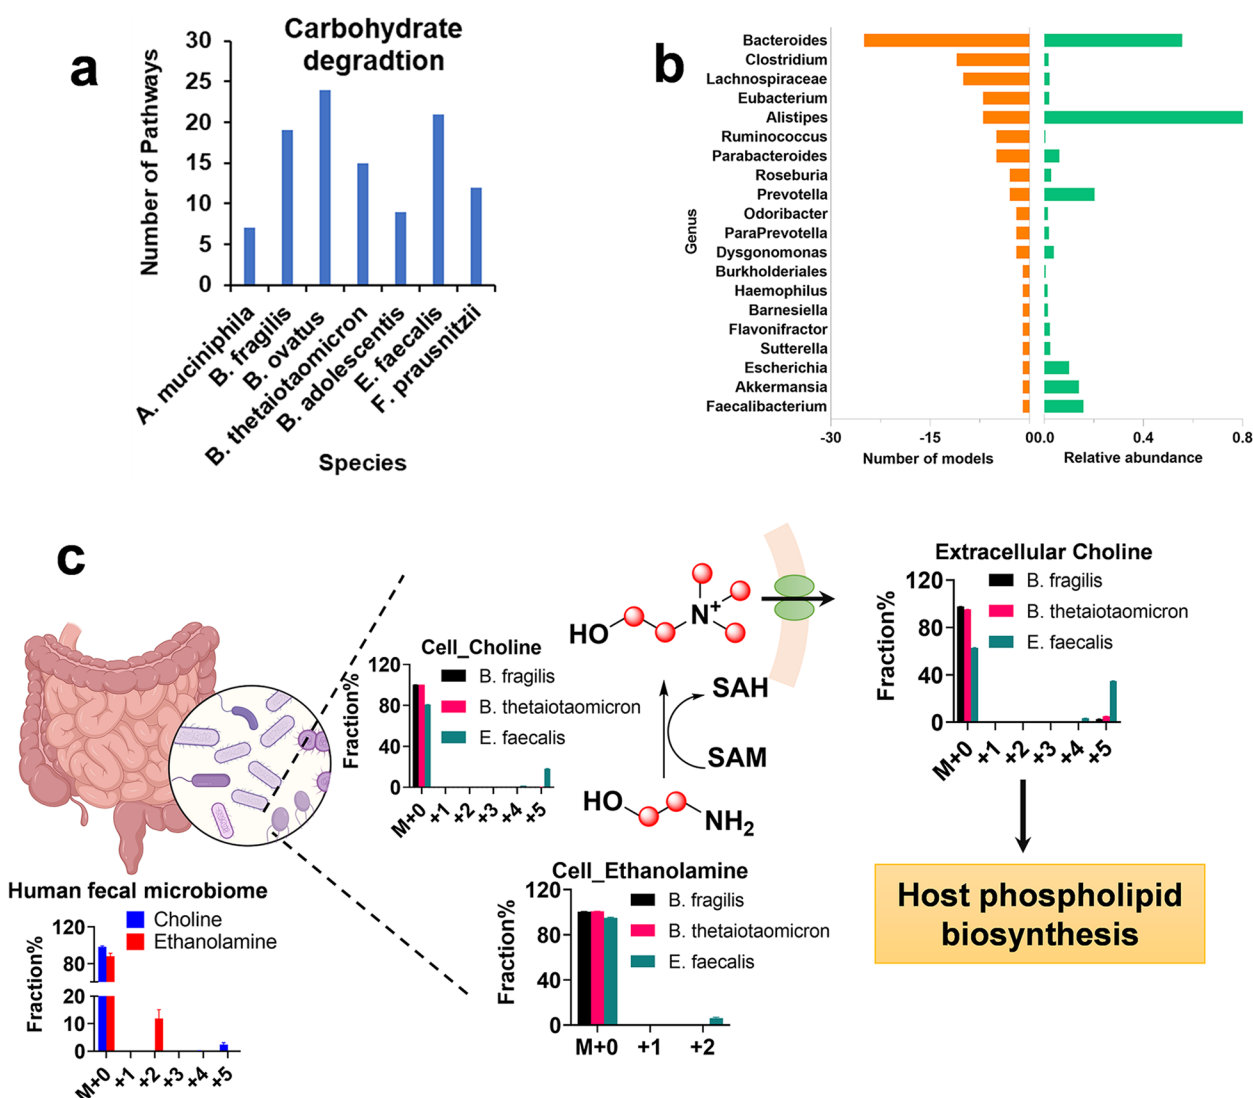 a
Carbohydrate
degradtion
Number of Pathways
30
25
20
15
10
5
0
A. muciniphila
B. fragilis
B. ovatus
B. thetaiotaomicron
B. adolescentis
E. faecalis
F. prausnitzii
Species
b
Genus
Bacteroides
Clostridium
Lachnospiraceae
Eubacterium
Alistipes
Ruminococcus
Parabacteroides
Roseburia
Prevotella
Odoribacter
ParaPrevotella
Dysgonomonas
Burkholderiales
Haemophilus
Barnesiella
Flavonifractor
Sutterella
Escherichia
Akkermansia
Faecalibacterium
-30 -15 0 0.0 0.4 0.8
Number of models Relative abundance
c
Human fecal microbiome
Choline
Ethanolamine
Fraction%
120
80
20
10
0
M+0 +1 +2 +3 +4 +5
Cell_Choline
B. fragilis
B. thetaiotaomicron
E. faecalis
Fraction%
120
80
40
0
M+0 +1 +2 +3 +4 +5
HO N+
SAH
SAM
HO NH2
Cell_Ethanolamine
B. fragilis
B. thetaiotaomicron
E. faecalis
Fraction%
120
80
40
0
M+0 +1 +2
Extracellular Choline
B. fragilis
B. thetaiotaomicron
E. faecalis
Fraction%
120
80
40
0
M+0 +1 +2 +3 +4 +5
Host phospholipid
biosynthesis